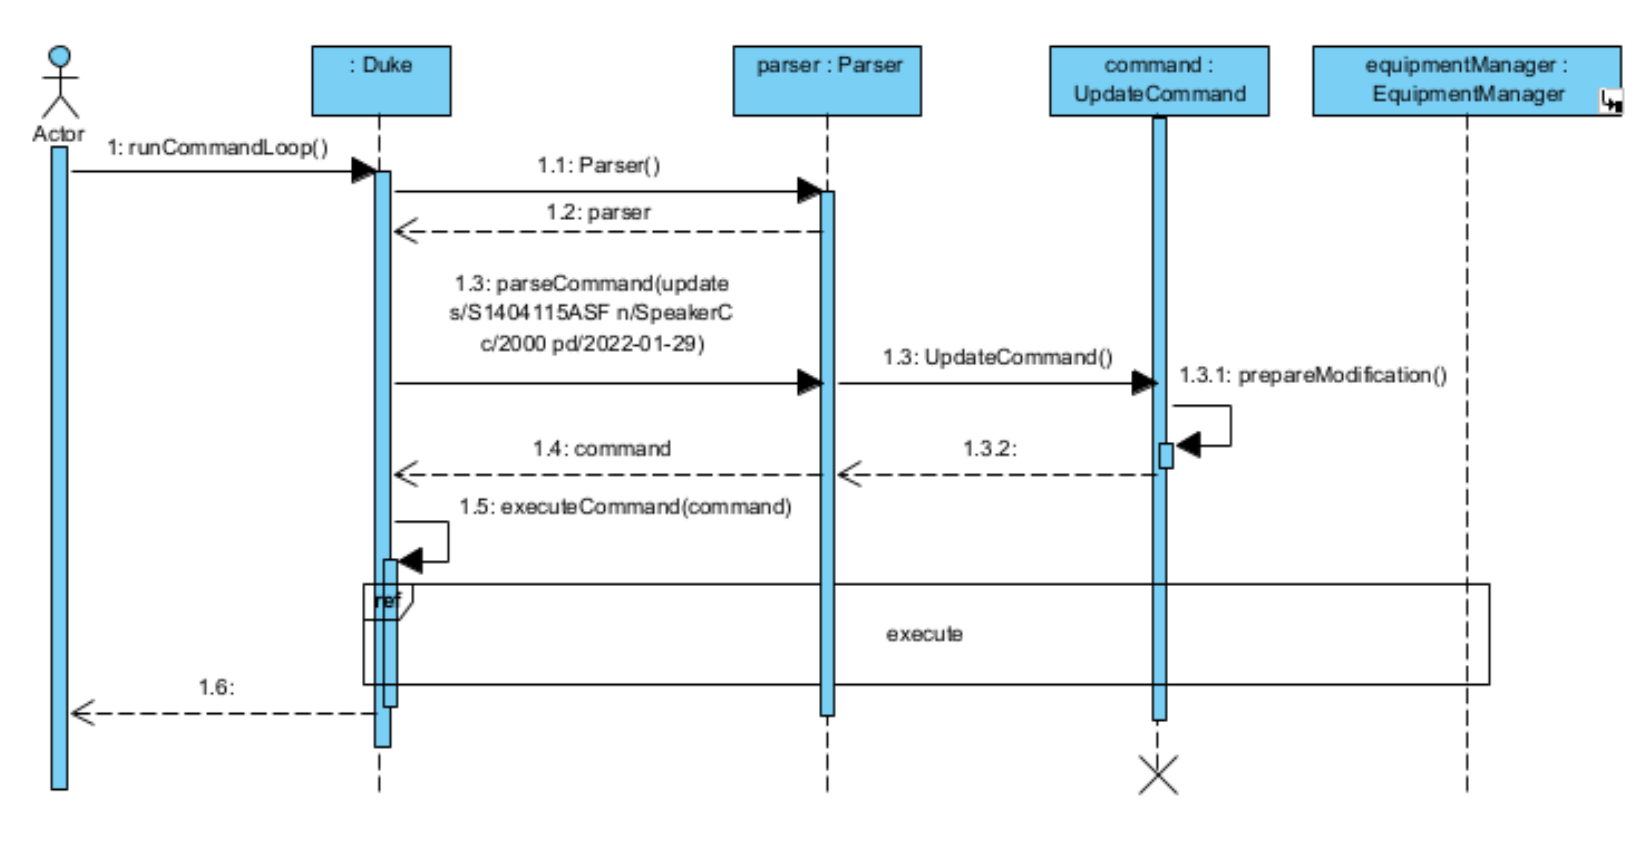 : Duke
parser : Parser
command :
UpdateCommand
equipmentManager :
EquipmentManager
Actor
1: runCommandLoop()
1.1: Parser()
1.2: parser
1.3: parseCommand(update
s/S1404115ASF n/SpeakerC
c/2000 pd/2022-01-29)
1.3: UpdateCommand()
1.3.1: prepareModification()
1.4: command
1.3.2:
1.5: executeCommand(command)
ref
execute
1.6: